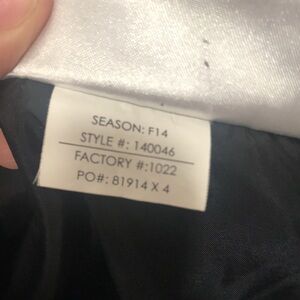 SEASON: F14
STYLE #: 140046
FACTORY #:1022
PO#: 81914 X 4